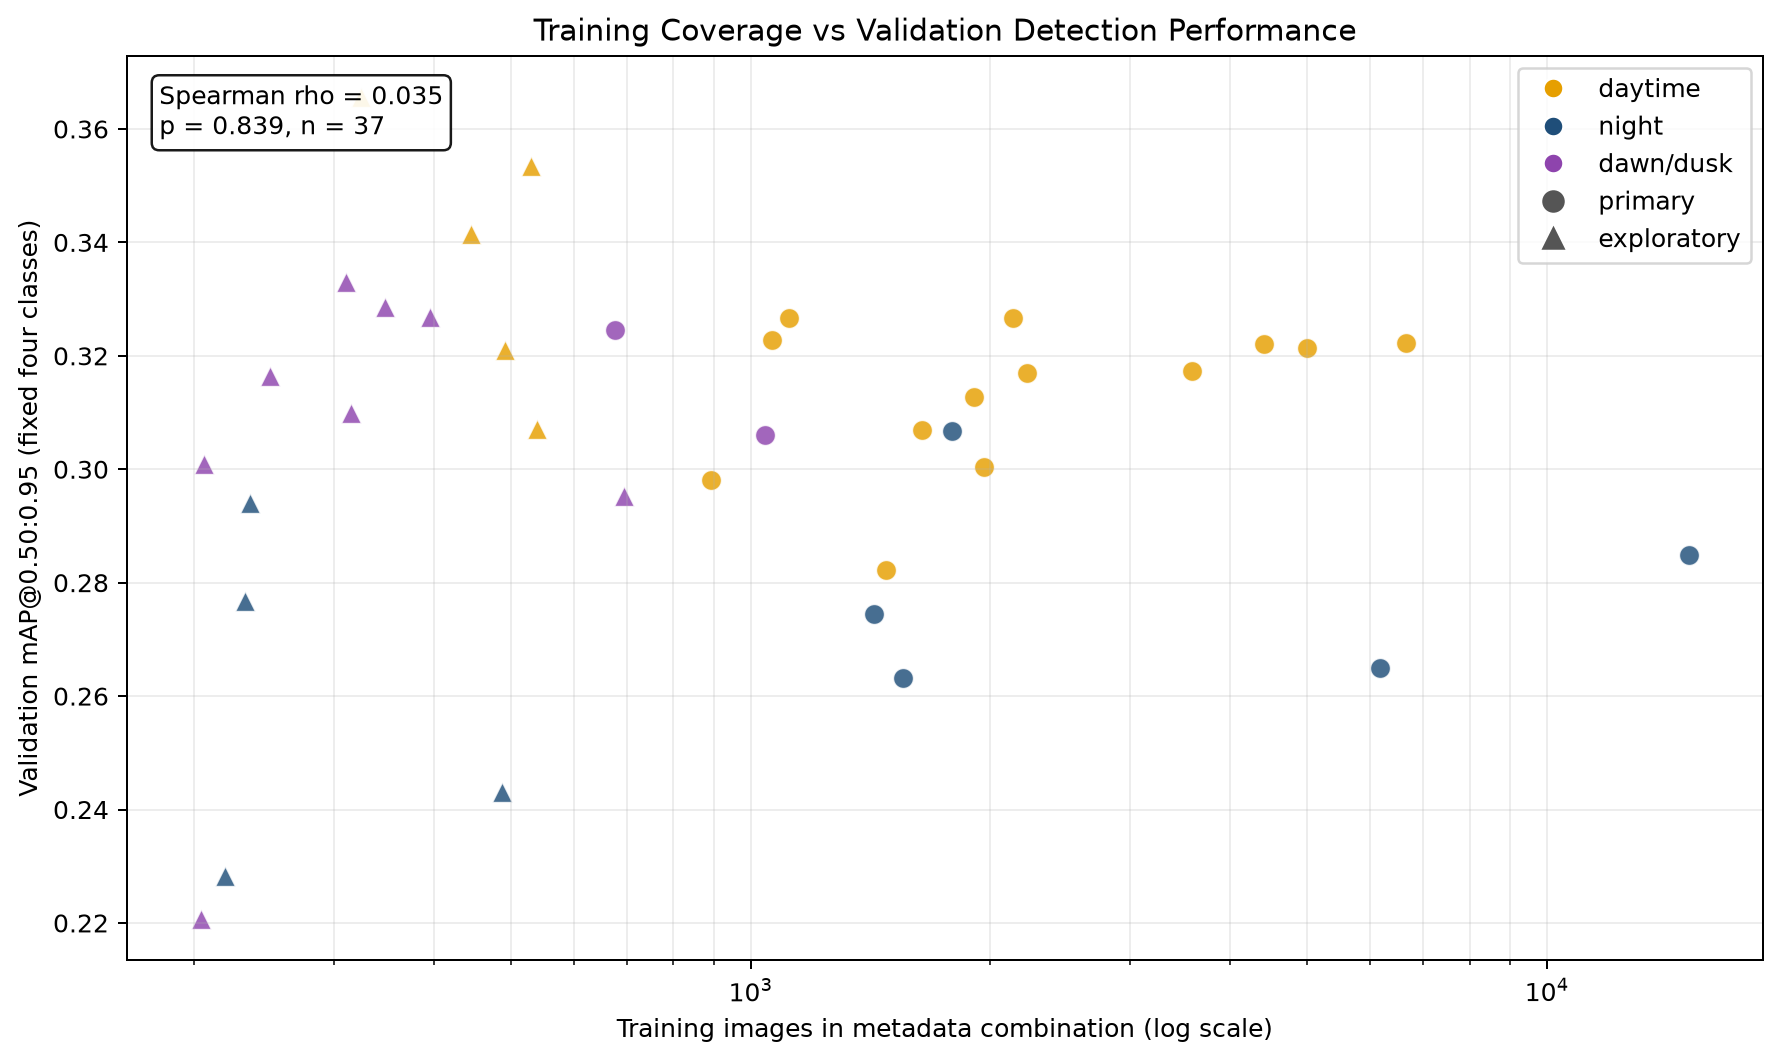 Training Coverage vs Validation Detection Performance
Spearman rho = 0.035
p = 0.839, n = 37
daytime
night
dawn/dusk
primary
exploratory
Validation mAP@0.50:0.95 (fixed four classes)
0.36
0.34
0.32
0.30
0.28
0.26
0.24
0.22
10³
10⁴
Training images in metadata combination (log scale)